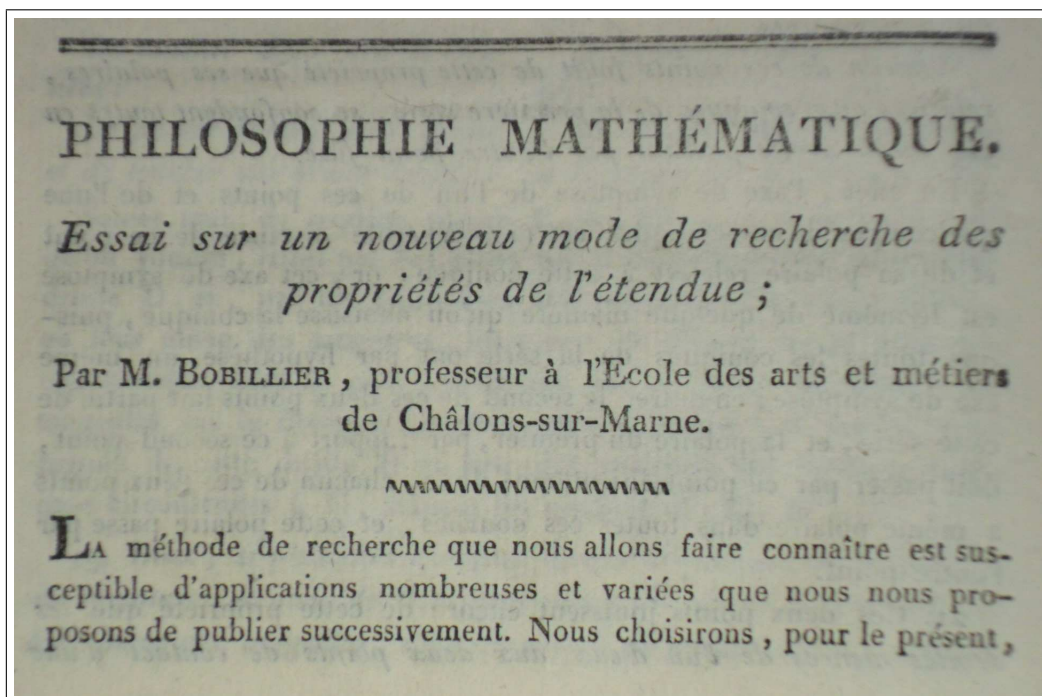 PHILOSOPHIE MATHÉMATIQUE.
Essai sur un nouveau mode de recherche des
propriétés de l'étendue ;
Par M. BOBILLIER , professeur à l'Ecole des arts et métiers
de Châlons-sur-Marne.
LA méthode de recherche que nous allons faire connaître est sus-
ceptible d'applications nombreuses et variées que nous nous pro-
posons de publier successivement. Nous choisirons , pour le présent ,